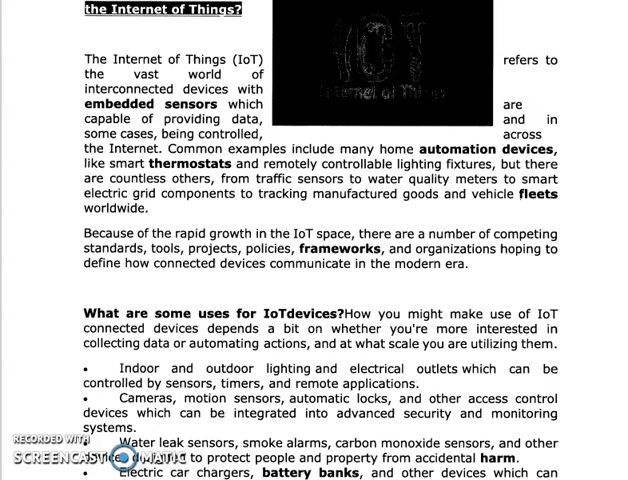 the Internet of Things?
IOT
Internet of Things
The Internet of Things (IoT) refers to
the vast world of
interconnected devices with
embedded sensors which are
capable of providing data, and in
some cases, being controlled, across
the Internet. Common examples include many home automation devices,
like smart thermostats and remotely controllable lighting fixtures, but there
are countless others, from traffic sensors to water quality meters to smart
electric grid components to tracking manufactured goods and vehicle fleets
worldwide.
Because of the rapid growth in the IoT space, there are a number of competing
standards, tools, projects, policies, frameworks, and organizations hoping to
define how connected devices communicate in the modern era.
What are some uses for IoTdevices?How you might make use of IoT
connected devices depends a bit on whether you're more interested in
collecting data or automating actions, and at what scale you are utilizing them.
• Indoor and outdoor lighting and electrical outlets which can be
controlled by sensors, timers, and remote applications.
• Cameras, motion sensors, automatic locks, and other access control
devices which can be integrated into advanced security and monitoring
systems.
• Water leak sensors, smoke alarms, carbon monoxide sensors, and other
to protect people and property from accidental harm.
• Electric car chargers, battery banks, and other devices which can
RECORDED WITH
SCREENCAST MATIC